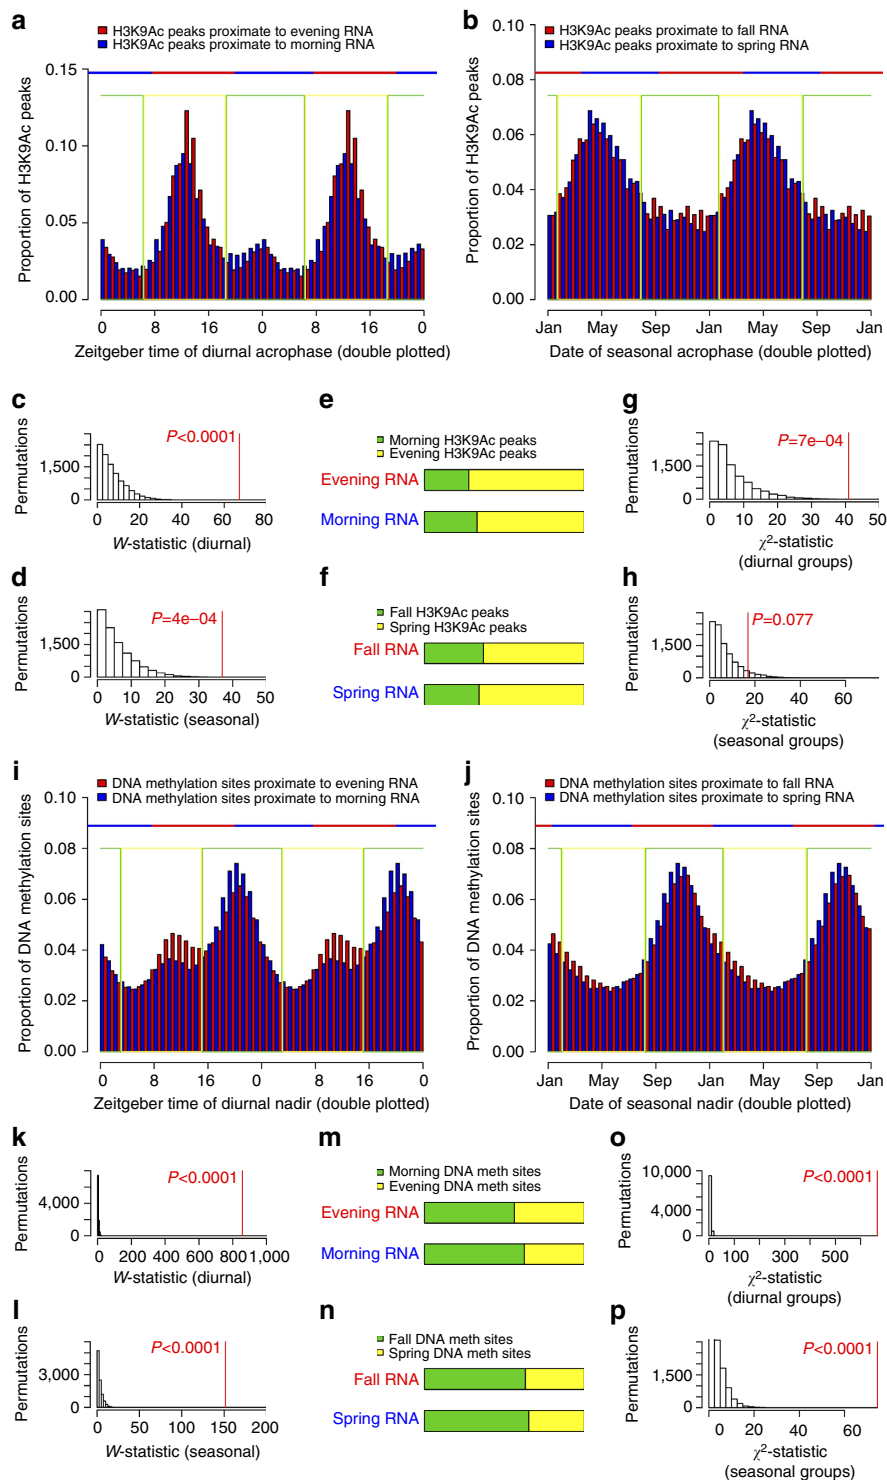 a
H3K9Ac peaks proximate to evening RNA
H3K9Ac peaks proximate to morning RNA
Proportion of H3K9Ac peaks
0.15
0.10
0.05
0.00
0 8 16 0 8 16 0
Zeitgeber time of diurnal acrophase (double plotted)
b
H3K9Ac peaks proximate to fall RNA
H3K9Ac peaks proximate to spring RNA
Proportion of H3K9Ac peaks
0.10
0.08
0.06
0.04
0.02
0.00
Jan May Sep Jan May Sep Jan
Date of seasonal acrophase (double plotted)
c
Permutations
1,500
0
P<0.0001
0 20 40 60 80
W-statistic (diurnal)
e
Morning H3K9Ac peaks
Evening H3K9Ac peaks
Evening RNA
Morning RNA
g
Permutations
1,500
0
P=7e–04
0 10 20 30 40 50
χ²-statistic
(diurnal groups)
d
Permutations
1,500
0
P=4e–04
0 10 20 30 40 50
W-statistic (seasonal)
f
Fall H3K9Ac peaks
Spring H3K9Ac peaks
Fall RNA
Spring RNA
h
Permutations
1,500
0
P=0.077
0 20 40 60
χ²-statistic
(seasonal groups)
i
DNA methylation sites proximate to evening RNA
DNA methylation sites proximate to morning RNA
Proportion of DNA methylation sites
0.10
0.08
0.06
0.04
0.02
0.00
0 8 16 0 8 16 0
Zeitgeber time of diurnal nadir (double plotted)
j
DNA methylation sites proximate to fall RNA
DNA methylation sites proximate to spring RNA
Proportion of DNA methylation sites
0.10
0.08
0.06
0.04
0.02
0.00
Jan May Sep Jan May Sep Jan
Date of seasonal nadir (double plotted)
k
Permutations
4,000
0
P<0.0001
0 200 400 600 800 1,000
W-statistic (diurnal)
m
Morning DNA meth sites
Evening DNA meth sites
Evening RNA
Morning RNA
o
Permutations
10,000
4,000
0
P<0.0001
0 100 300 500
χ²-statistic
(diurnal groups)
l
Permutations
3,000
0
P<0.0001
0 50 100 150 200
W-statistic (seasonal)
n
Fall DNA meth sites
Spring DNA meth sites
Fall RNA
Spring RNA
p
Permutations
1,500
0
P<0.0001
0 20 40 60
χ²-statistic
(seasonal groups)